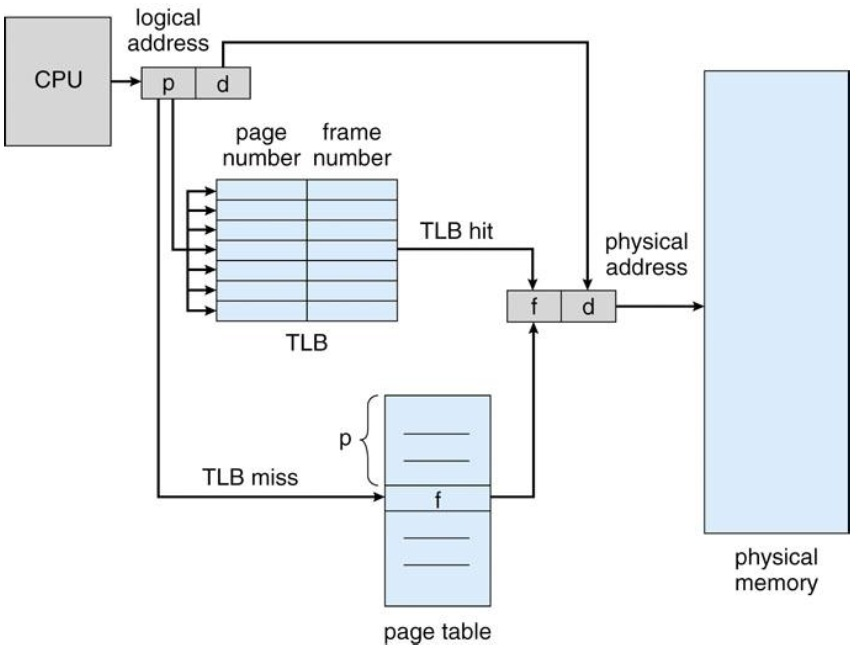 logical
address
CPU
p
d
page
number
frame
number
TLB hit
physical
address
f
d
TLB
p
TLB miss
f
page table
physical
memory